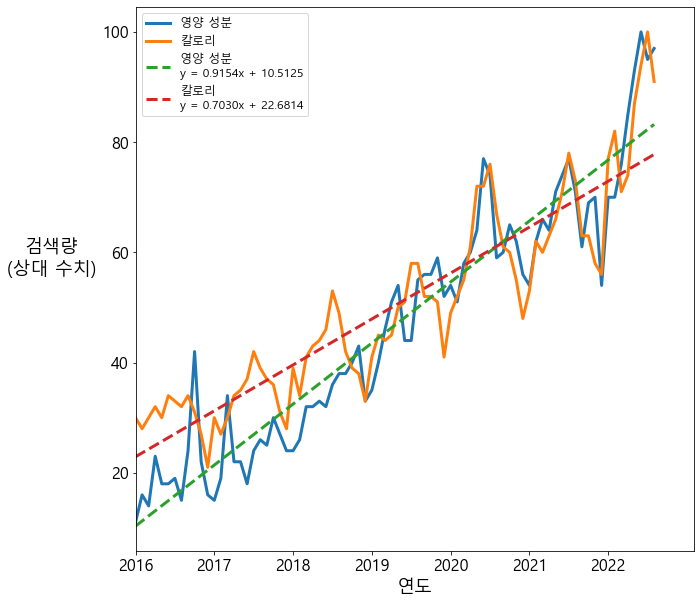 영양 성분
칼로리
영양 성분
y = 0.9154x + 10.5125
칼로리
y = 0.7030x + 22.6814
100
80
60
40
20
검색량
(상대 수치)
2016 2017 2018 2019 2020 2021 2022
연도